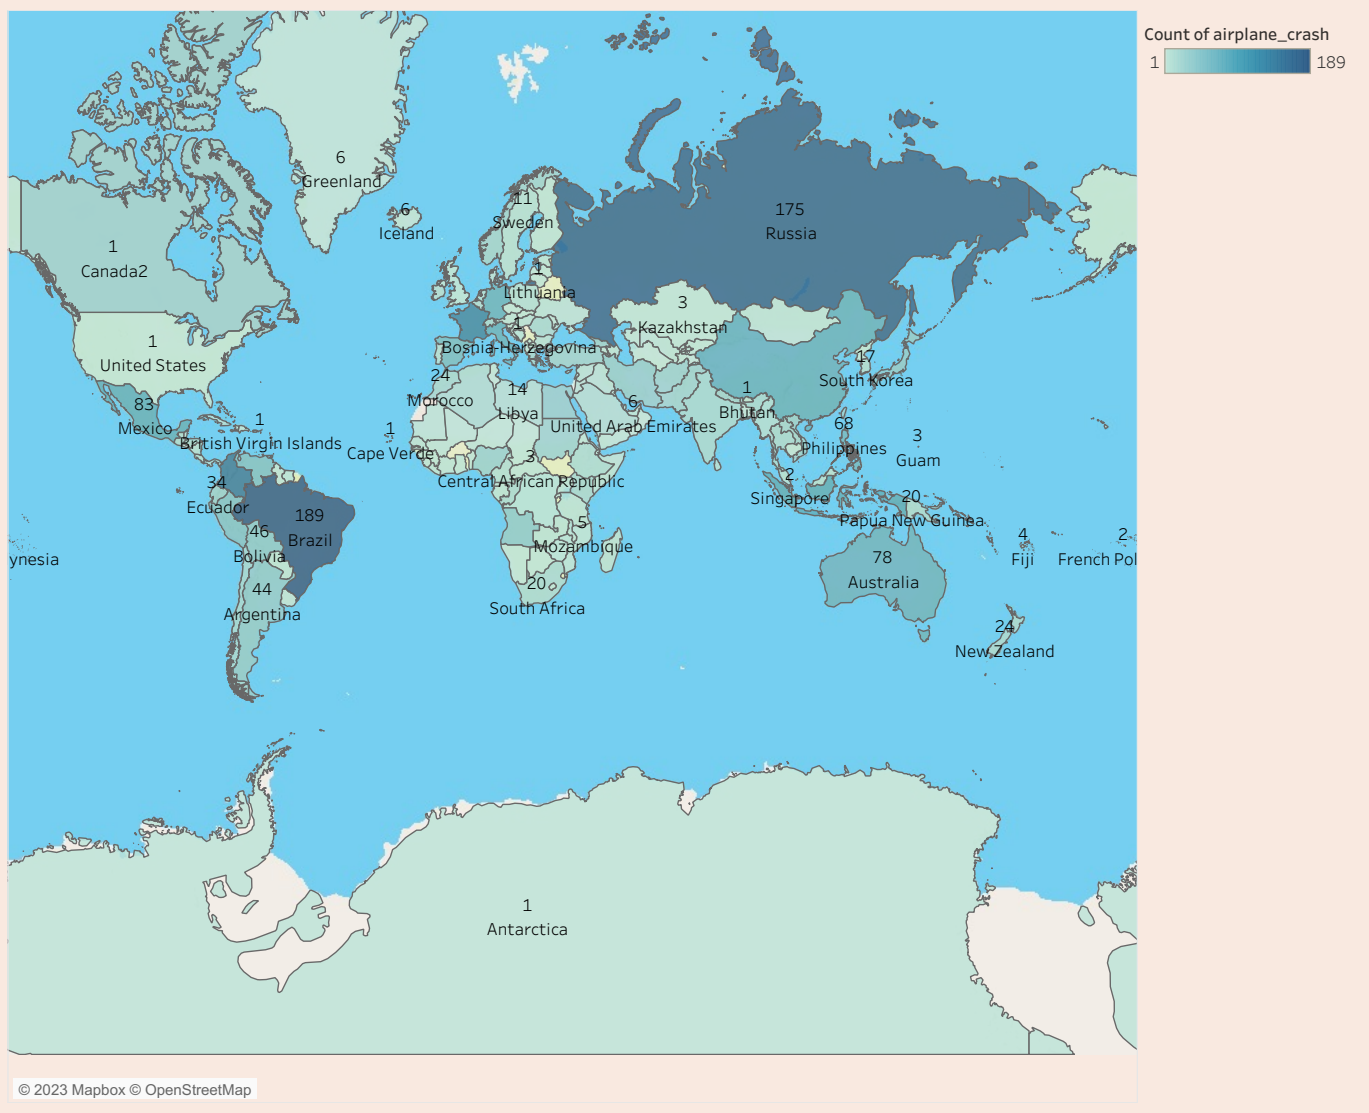 Count of airplane_crash
1
189
6
Greenland
6
Iceland
11
Sweden
175
Russia
1
Canada2
1
Lithuania
3
Kazakhstan
1
United States
1
Bosnia-Herzegovina
17
South Korea
24
Morocco
14
Libya
1
Bhutan
83
Mexico
6
United Arab Emirates
1
British Virgin Islands
1
Cape Verde
68
Philippines
3
Guam
3
Central African Republic
2
Singapore
34
Ecuador
20
Papua New Guinea
189
Brazil
46
Bolivia
5
Mozambique
4
Fiji
2
French Pol
ynesia
78
Australia
44
Argentina
20
South Africa
24
New Zealand
1
Antarctica
© 2023 Mapbox © OpenStreetMap